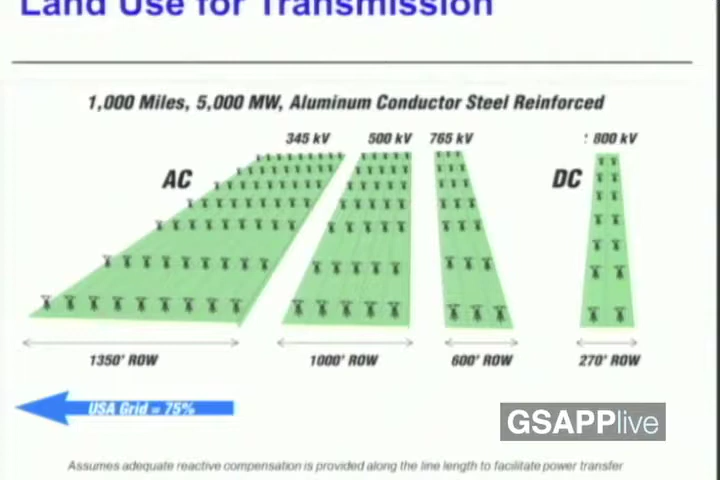 Land Use for Transmission
1,000 Miles, 5,000 MW, Aluminum Conductor Steel Reinforced
345 kV 500 kV 765 kV : 800 kV
AC DC
1350' ROW 1000' ROW 600' ROW 270' ROW
USA Grid = 75%
GSAPPlive
Assumes adequate reactive compensation is provided along the line length to facilitate power transfer